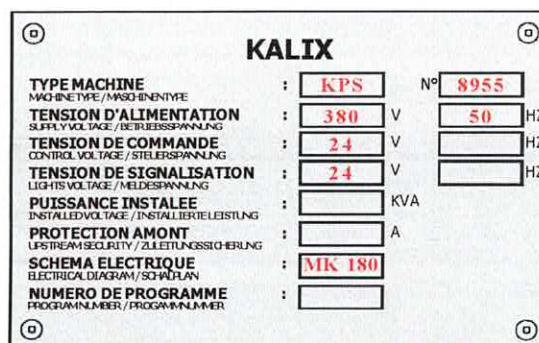 KALIX
TYPE MACHINE : KPS N° 8955
MACHINE TYPE / MASCHINENTYPE
TENSION D'ALIMENTATION : 380 V 50 HZ
SUPPLY VOLTAGE / BETRIEBSSPANNUNG
TENSION DE COMMANDE : 24 V HZ
CONTROL VOLTAGE / STEUERSPANNUNG
TENSION DE SIGNALISATION : 24 V HZ
LIGHTS VOLTAGE / MELDESPANNUNG
PUISSANCE INSTALEE : KVA
INSTALLED VOLTAGE / INSTALLIERTE LEISTUNG
PROTECTION AMONT : A
UPSTREAM SECURITY / ZULEITUNGSSICHERUNG
SCHEMA ELECTRIQUE : MK 180
ELECTRICAL DIAGRAM / SCHALPLAN
NUMERO DE PROGRAMME :
PROGRAM NUMBER / PROGAMMNUMMER